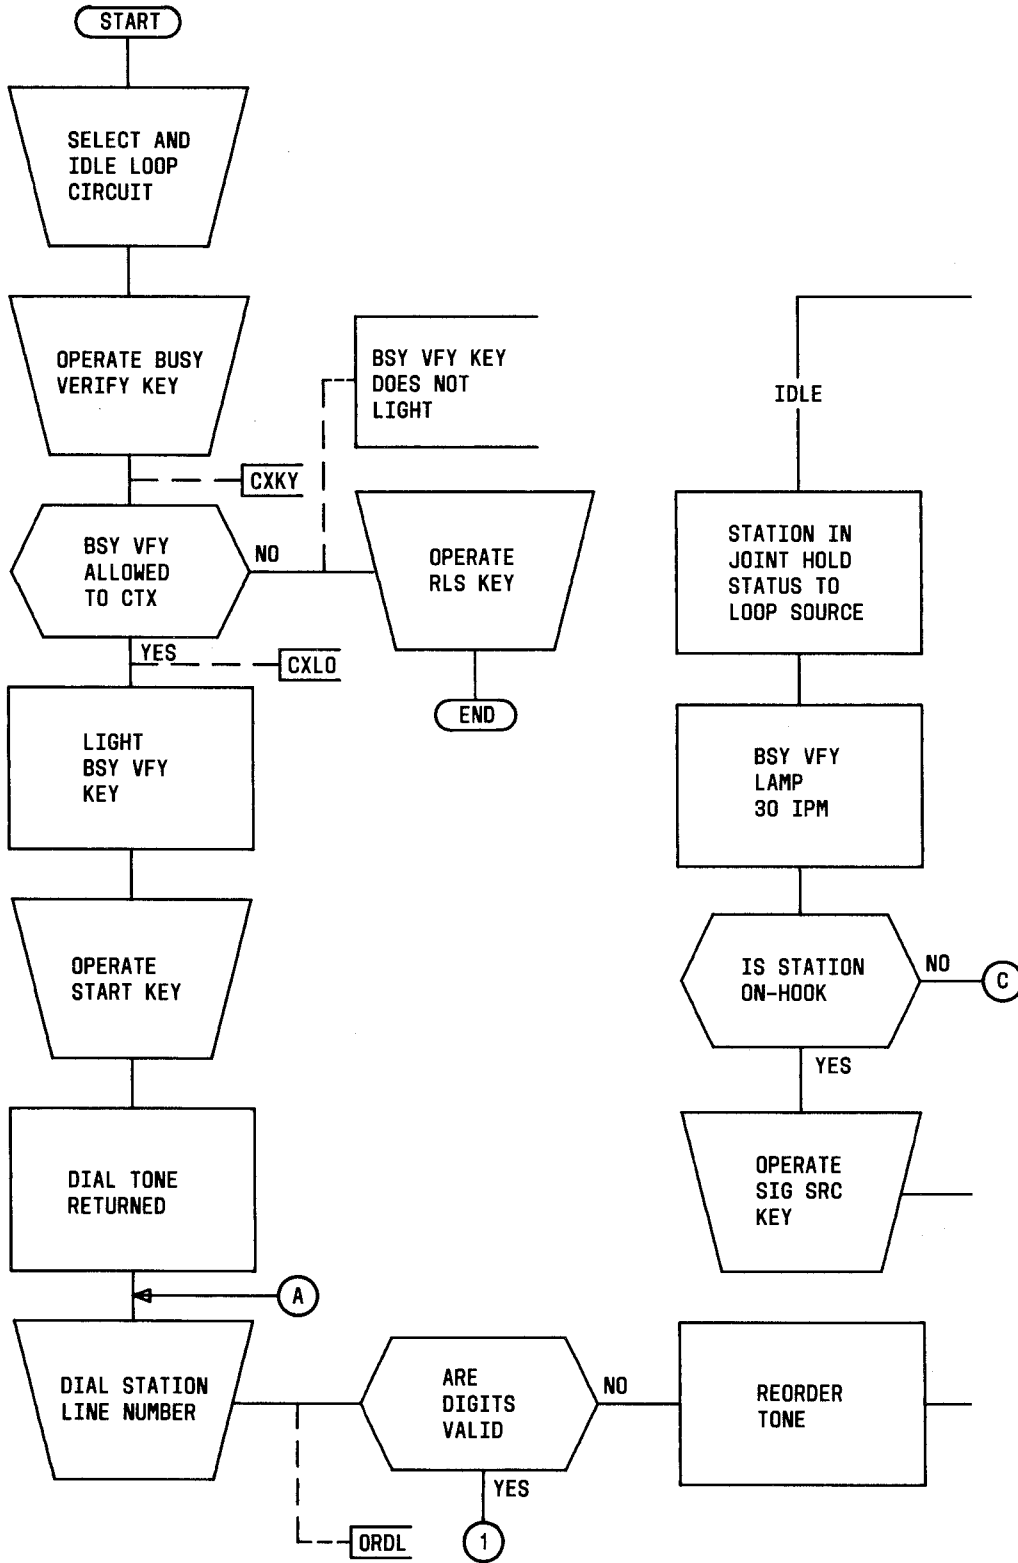 START
SELECT AND
IDLE LOOP
CIRCUIT
OPERATE BUSY
VERIFY KEY
CXKY
BSY VFY
ALLOWED
TO CTX
NO
BSY VFY KEY
DOES NOT
LIGHT
OPERATE
RLS KEY
END
YES
CXLO
LIGHT
BSY VFY
KEY
OPERATE
START KEY
DIAL TONE
RETURNED
A
DIAL STATION
LINE NUMBER
ORDL
ARE
DIGITS
VALID
NO
YES
1
REORDER
TONE
IDLE
STATION IN
JOINT HOLD
STATUS TO
LOOP SOURCE
BSY VFY
LAMP
30 IPM
IS STATION
ON-HOOK
NO
C
YES
OPERATE
SIG SRC
KEY